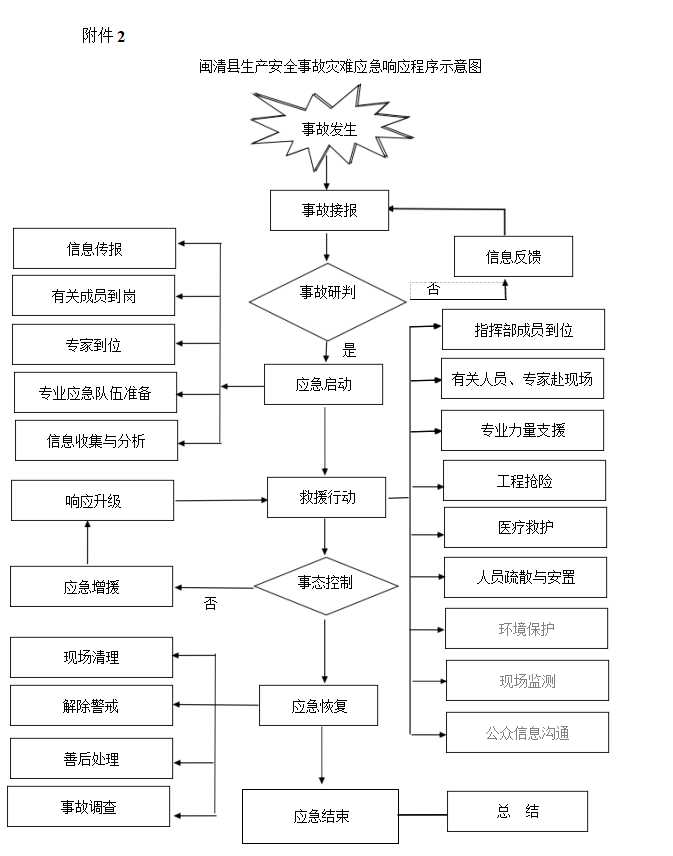 附件 2
闽清县生产安全事故灾难应急响应程序示意图
事故发生
事故接报
信息传报
信息反馈
有关成员到岗
事故研判
否
指挥部成员到位
专家到位
是
应急启动
有关人员、专家赴现场
专业应急队伍准备
专业力量支援
信息收集与分析
工程抢险
响应升级
救援行动
医疗救护
应急增援
否
事态控制
人员疏散与安置
环境保护
现场清理
现场监测
解除警戒
应急恢复
公众信息沟通
善后处理
事故调查
应急结束
总 结